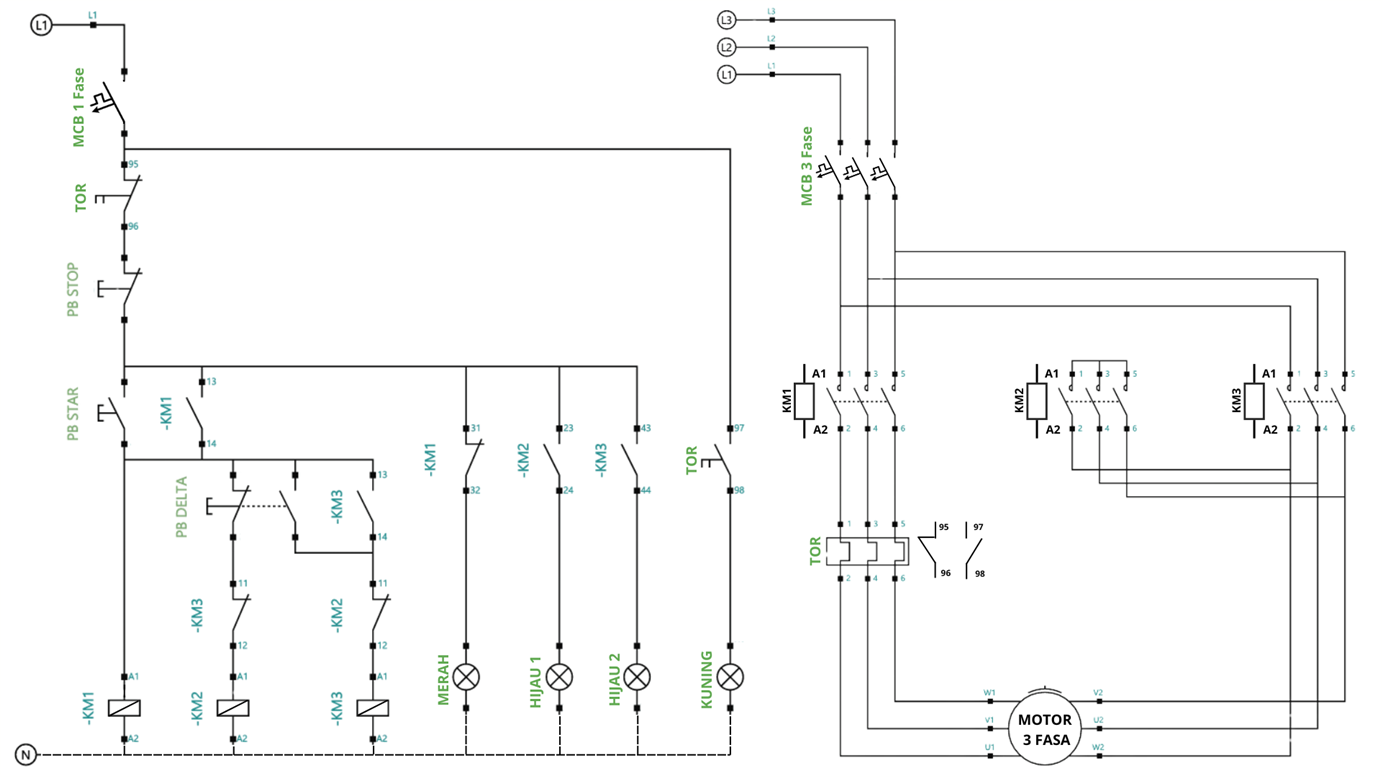 L1
L1
MCB 1 Fase
95
TOR
96
PB STOP
PB STAR
13
-KM1
14
PB DELTA
13
-KM3
14
11
-KM3
12
11
-KM2
12
A1
-KM1
A2
A1
-KM2
A2
A1
-KM3
A2
N
31
-KM1
32
23
-KM2
24
43
-KM3
44
97
TOR
98
MERAH
HIJAU 1
HIJAU 2
KUNING
L3
L3
L2
L2
L1
L1
MCB 3 Fase
A1
1
3
5
KM1
A2
2
4
6
A1
1
3
5
KM2
A2
2
4
6
A1
1
3
5
KM3
A2
2
4
6
1
3
5
TOR
2
4
6
95
97
96
98
W1
V1
U1
MOTOR
3 FASA
V2
U2
W2